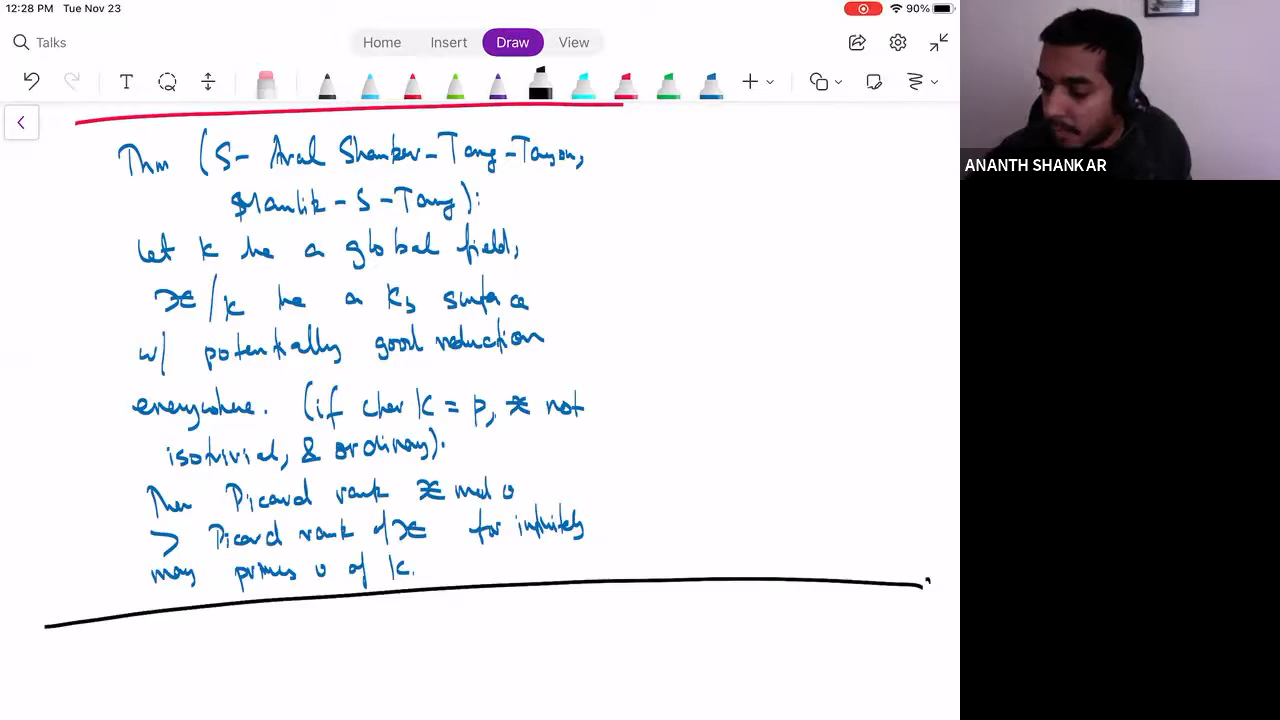 12:28 PM Tue Nov 23
90%
Talks
Home Insert Draw View
Thm (S- Arul Shankar-Tang-Tayou,
Maulik-S-Tang):
Let K be a global field,
X/K be a K3 surface
w/ potentially good reduction
everywhere. (if char K = p, X not
isotrivial, & ordinary).
Then Picard rank X mod v
> Picard rank of X for infinitely
many primes v of K.
ANANTH SHANKAR